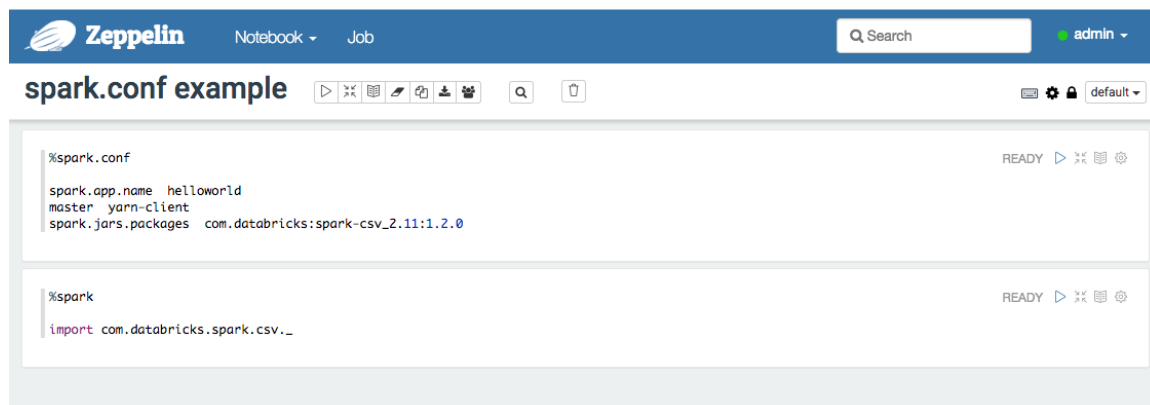 Zeppelin Notebook Job Search admin
spark.conf example default
%spark.conf READY
spark.app.name helloworld
master yarn-client
spark.jars.packages com.databricks:spark-csv_2.11:1.2.0
%spark READY
import com.databricks.spark.csv._